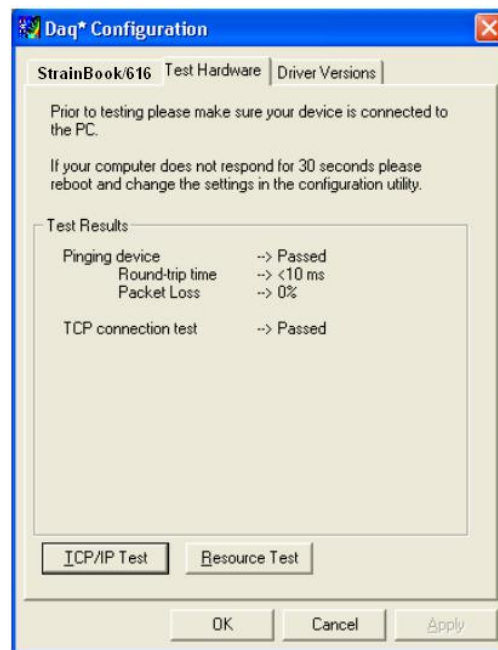 Daq* Configuration
StrainBook/616 Test Hardware Driver Versions
Prior to testing please make sure your device is connected to
the PC.
If your computer does not respond for 30 seconds please
reboot and change the settings in the configuration utility.
Test Results
Pinging device --> Passed
Round-trip time --> <10 ms
Packet Loss --> 0%
TCP connection test --> Passed
TCP/IP Test Resource Test
OK Cancel Apply